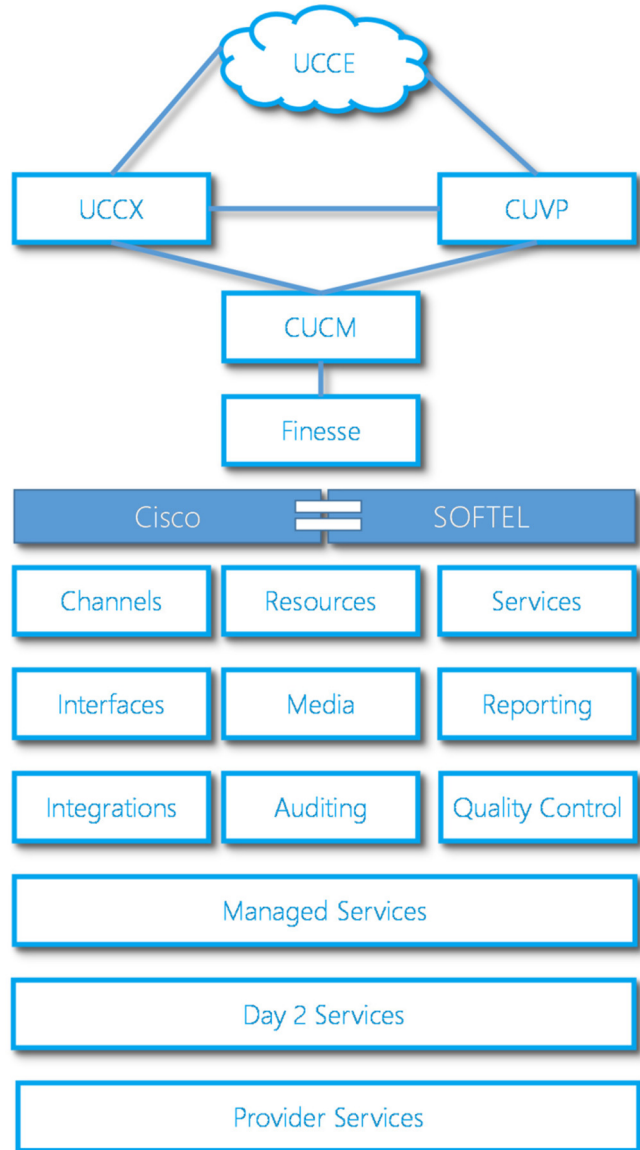 UCCE
UCCX
CUVP
CUCM
Finesse
Cisco
SOFTEL
Channels
Resources
Services
Interfaces
Media
Reporting
Integrations
Auditing
Quality Control
Managed Services
Day 2 Services
Provider Services